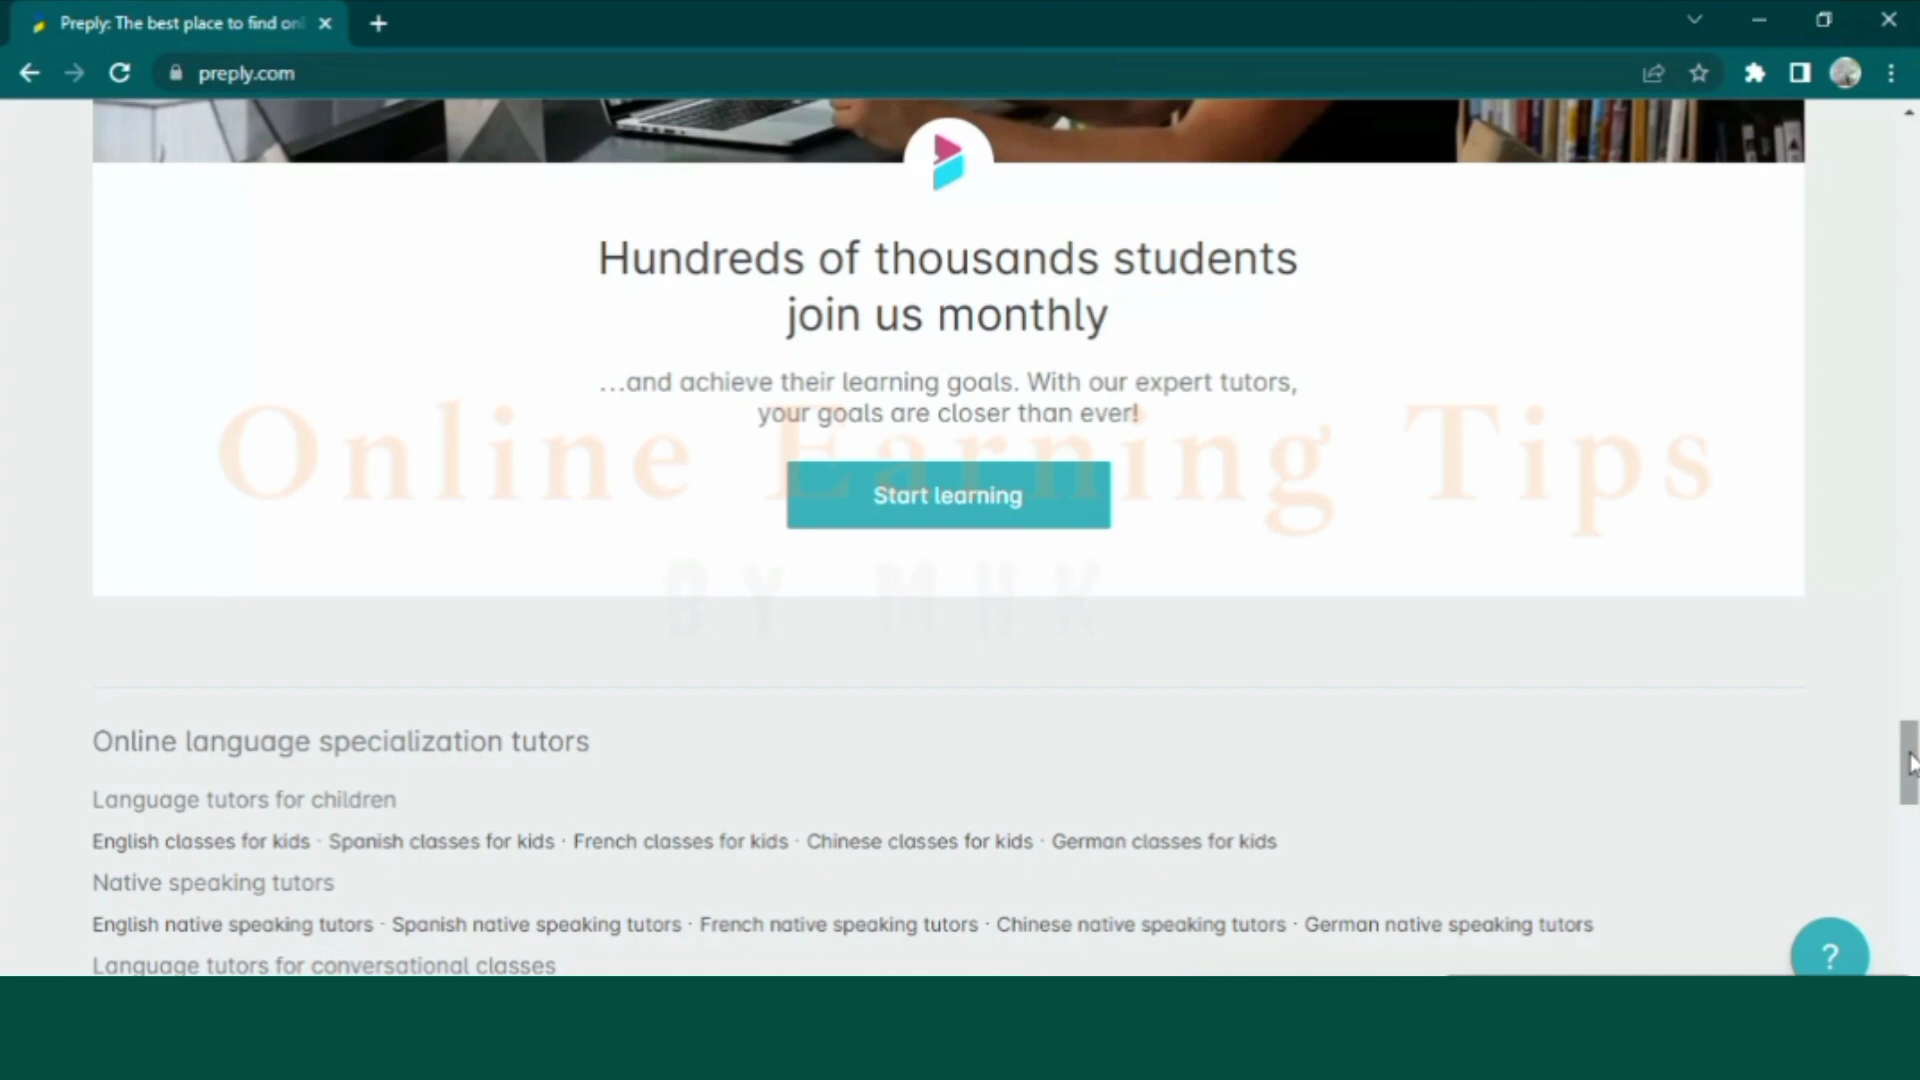 Preply: The best place to find onl
preply.com
Hundreds of thousands students
join us monthly
...and achieve their learning goals. With our expert tutors,
your goals are closer than ever!
Online Earning Tips
Start learning
BY MHK
Online language specialization tutors
Language tutors for children
English classes for kids · Spanish classes for kids · French classes for kids · Chinese classes for kids · German classes for kids
Native speaking tutors
English native speaking tutors · Spanish native speaking tutors · French native speaking tutors · Chinese native speaking tutors · German native speaking tutors
Language tutors for conversational classes
?